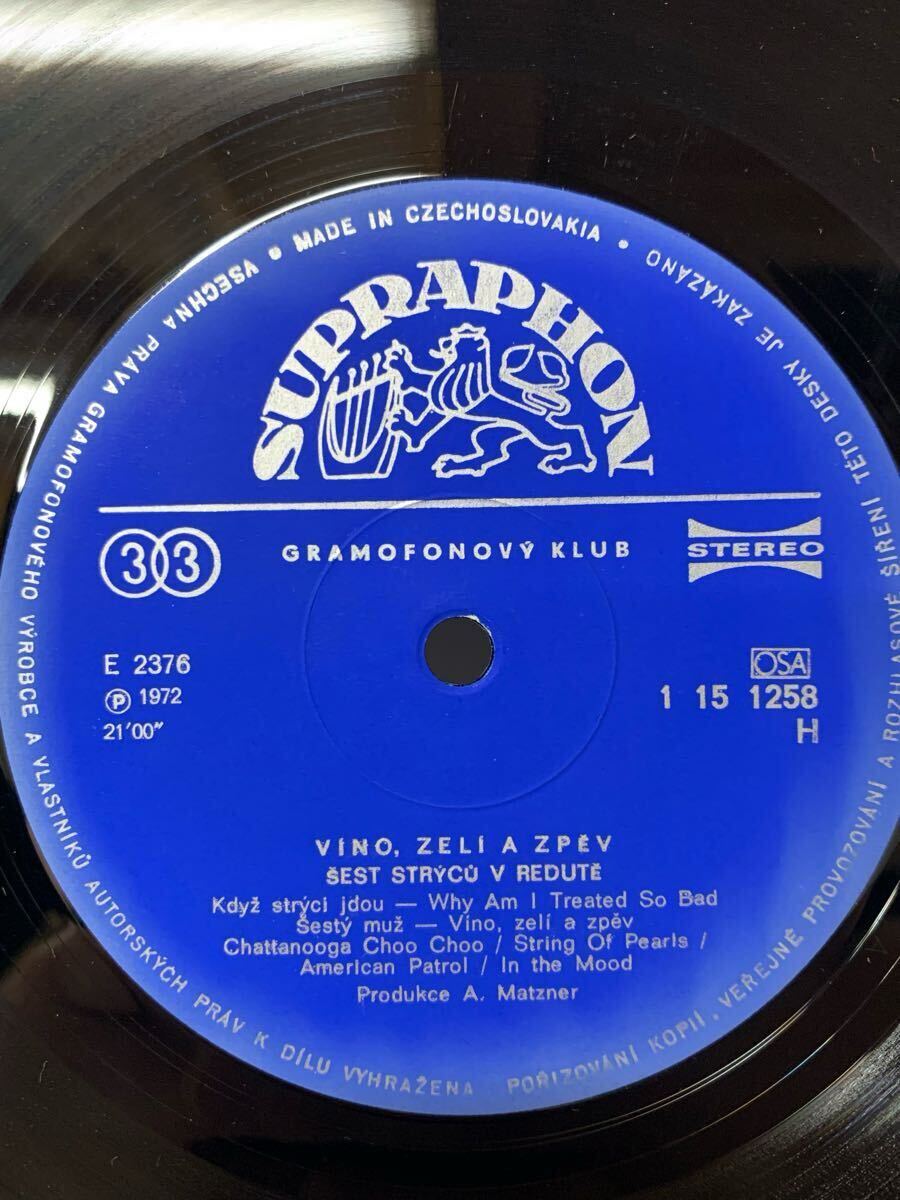 VŠECHNA PRÁVA GRAMOFONOVÉHO VÝROBCE A VLASTNÍKŮ AUTORSKÝCH PRÁV K DÍLU VYHRAŽENA. POŘIZOVÁNÍ KOPIÍ, VEŘEJNÉ PROVOZOVÁNÍ A ROZHLASOVÉ ŠÍŘENÍ TÉTO DESKY JE ZAKÁZÁNO
• MADE IN CZECHOSLOVAKIA •
SUPRAPHON
33
GRAMOFONOVÝ KLUB
STEREO
E 2376
Ⓟ 1972
21'00"
OSA
1 15 1258
H
VÍNO, ZELÍ A ZPĚV
ŠEST STRÝCŮ V REDUTĚ
Když strýci jdou — Why Am I Treated So Bad
Šestý muž — Víno, zelí a zpěv
Chattanooga Choo Choo / String Of Pearls /
American Patrol / In the Mood
Produkce A. Matzner